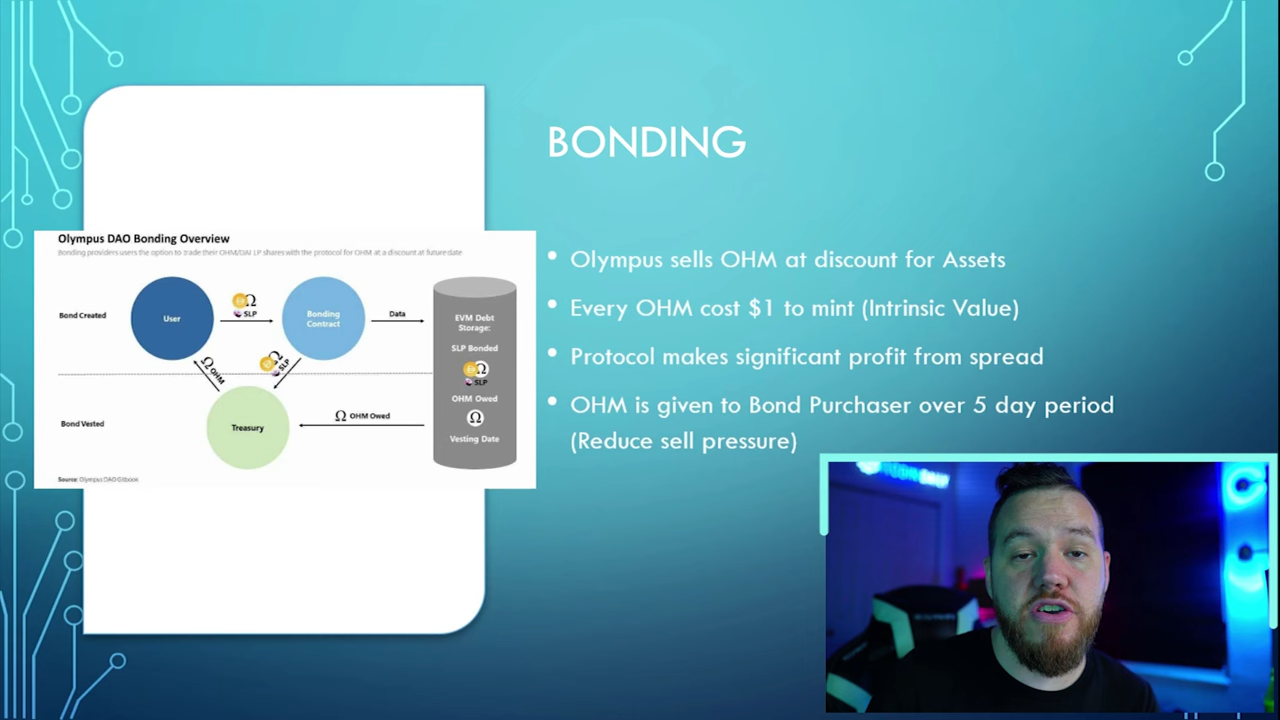 BONDING
Olympus DAO Bonding Overview
Bonding provides users the option to trade their OHM/DAI LP shares with the protocol for OHM at a discount at future date
Bond Created
User
SLP
Bonding
Contract
Data
EVM Debt
Storage:
SLP Bonded
SLP
OHM Owed
Ω
Vesting Date
Ω OHM
SLP
Bond Vested
Treasury
Ω OHM Owed
Source: Olympus DAO Gitbook
• Olympus sells OHM at discount for Assets
• Every OHM cost $1 to mint (Intrinsic Value)
• Protocol makes significant profit from spread
• OHM is given to Bond Purchaser over 5 day period
(Reduce sell pressure)